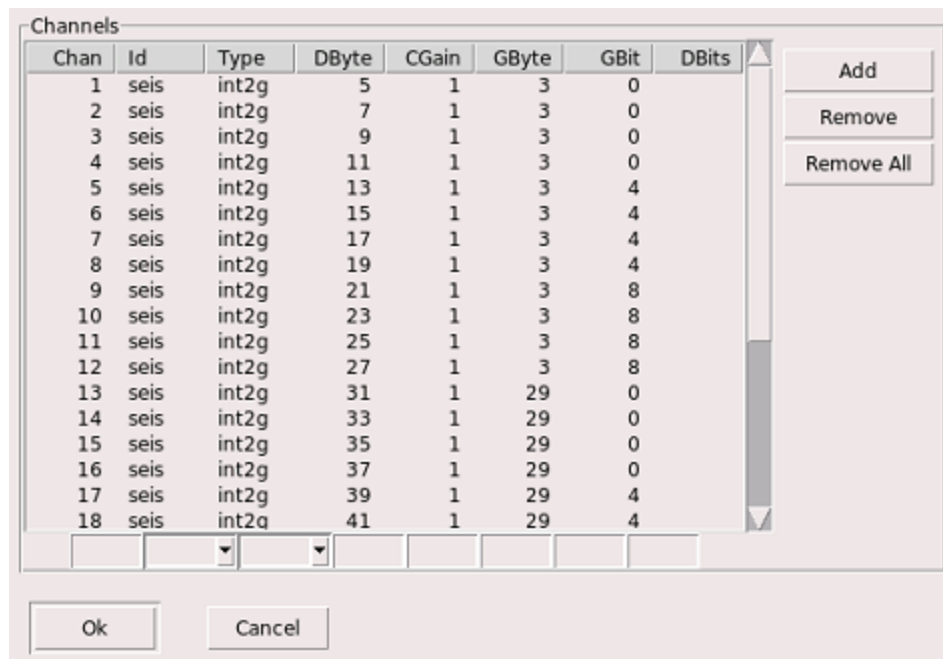 Channels
Chan Id Type DByte CGain GByte GBit DBits
1 seis int2g 5 1 3 0
2 seis int2g 7 1 3 0
3 seis int2g 9 1 3 0
4 seis int2g 11 1 3 0
5 seis int2g 13 1 3 4
6 seis int2g 15 1 3 4
7 seis int2g 17 1 3 4
8 seis int2g 19 1 3 4
9 seis int2g 21 1 3 8
10 seis int2g 23 1 3 8
11 seis int2g 25 1 3 8
12 seis int2g 27 1 3 8
13 seis int2g 31 1 29 0
14 seis int2g 33 1 29 0
15 seis int2g 35 1 29 0
16 seis int2g 37 1 29 0
17 seis int2g 39 1 29 4
18 seis int2g 41 1 29 4
Add
Remove
Remove All
Ok Cancel